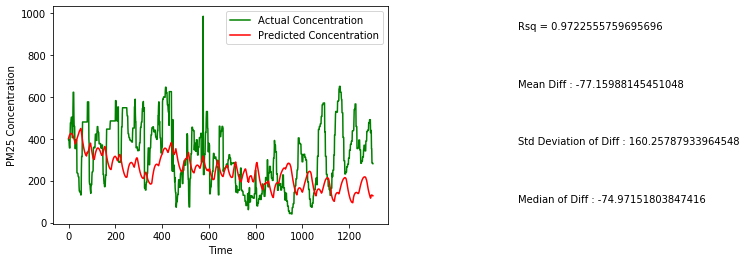 1000
800
600
400
200
0
PM25 Concentration
Actual Concentration
Predicted Concentration
0 200 400 600 800 1000 1200
Time
Rsq = 0.9722555759695696
Mean Diff : -77.15988145451048
Std Deviation of Diff : 160.25787933964548
Median of Diff : -74.97151803847416